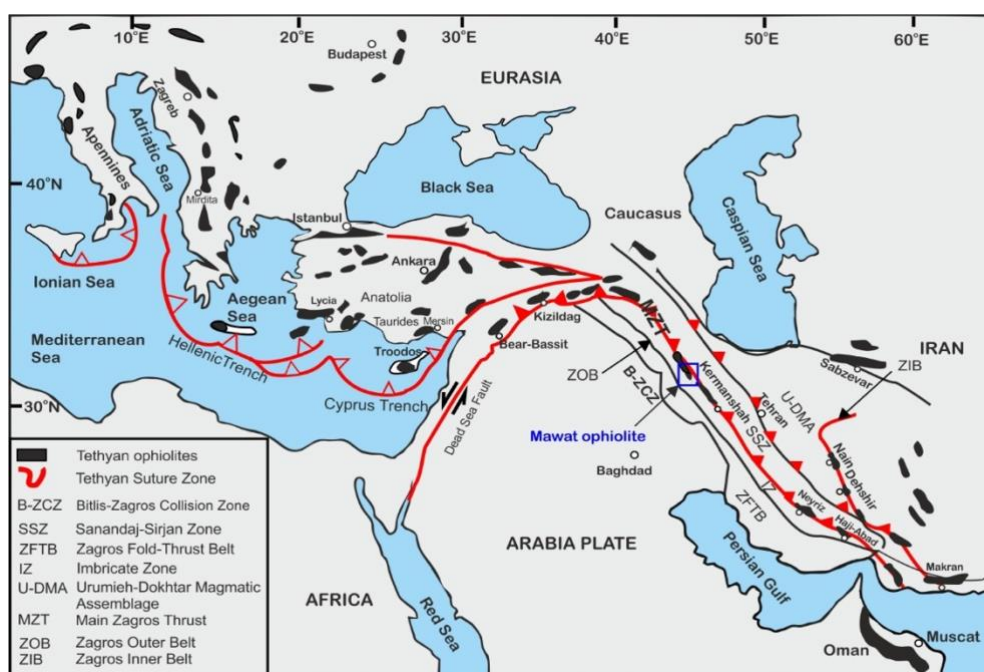 10°E
20°E
30°E
40°E
50°E
60°E
Budapest
EURASIA
Zagreb
Apennines
Adriatic Sea
40°N
Mirdita
Black Sea
Caspian Sea
Istanbul
Caucasus
Ankara
Ionian Sea
Aegean
Sea
Lycia
Anatolia
Taurides
Mersin
Kizildag
MZT
IRAN
Mediterranean
Sea
Hellenic Trench
Troodos
Bear-Bassit
ZOB
B-ZCZ
Kermanshah
SSZ
Tehran
U-DMA
Sabzevar
ZIB
30°N
Cyprus Trench
Dead Sea Fault
Mawat ophiolite
Baghdad
Nain
Dehshir
IZ
ZFTB
Neyriz
Haji-Abad
ARABIA PLATE
Persian Gulf
Makran
AFRICA
Red Sea
Oman
Muscat
Tethyan ophiolites
Tethyan Suture Zone
B-ZCZ Bitlis-Zagros Collision Zone
SSZ Sanandaj-Sirjan Zone
ZFTB Zagros Fold-Thrust Belt
IZ Imbricate Zone
U-DMA Urumieh-Dokhtar Magmatic
Assemblage
MZT Main Zagros Thrust
ZOB Zagros Outer Belt
ZIB Zagros Inner Belt